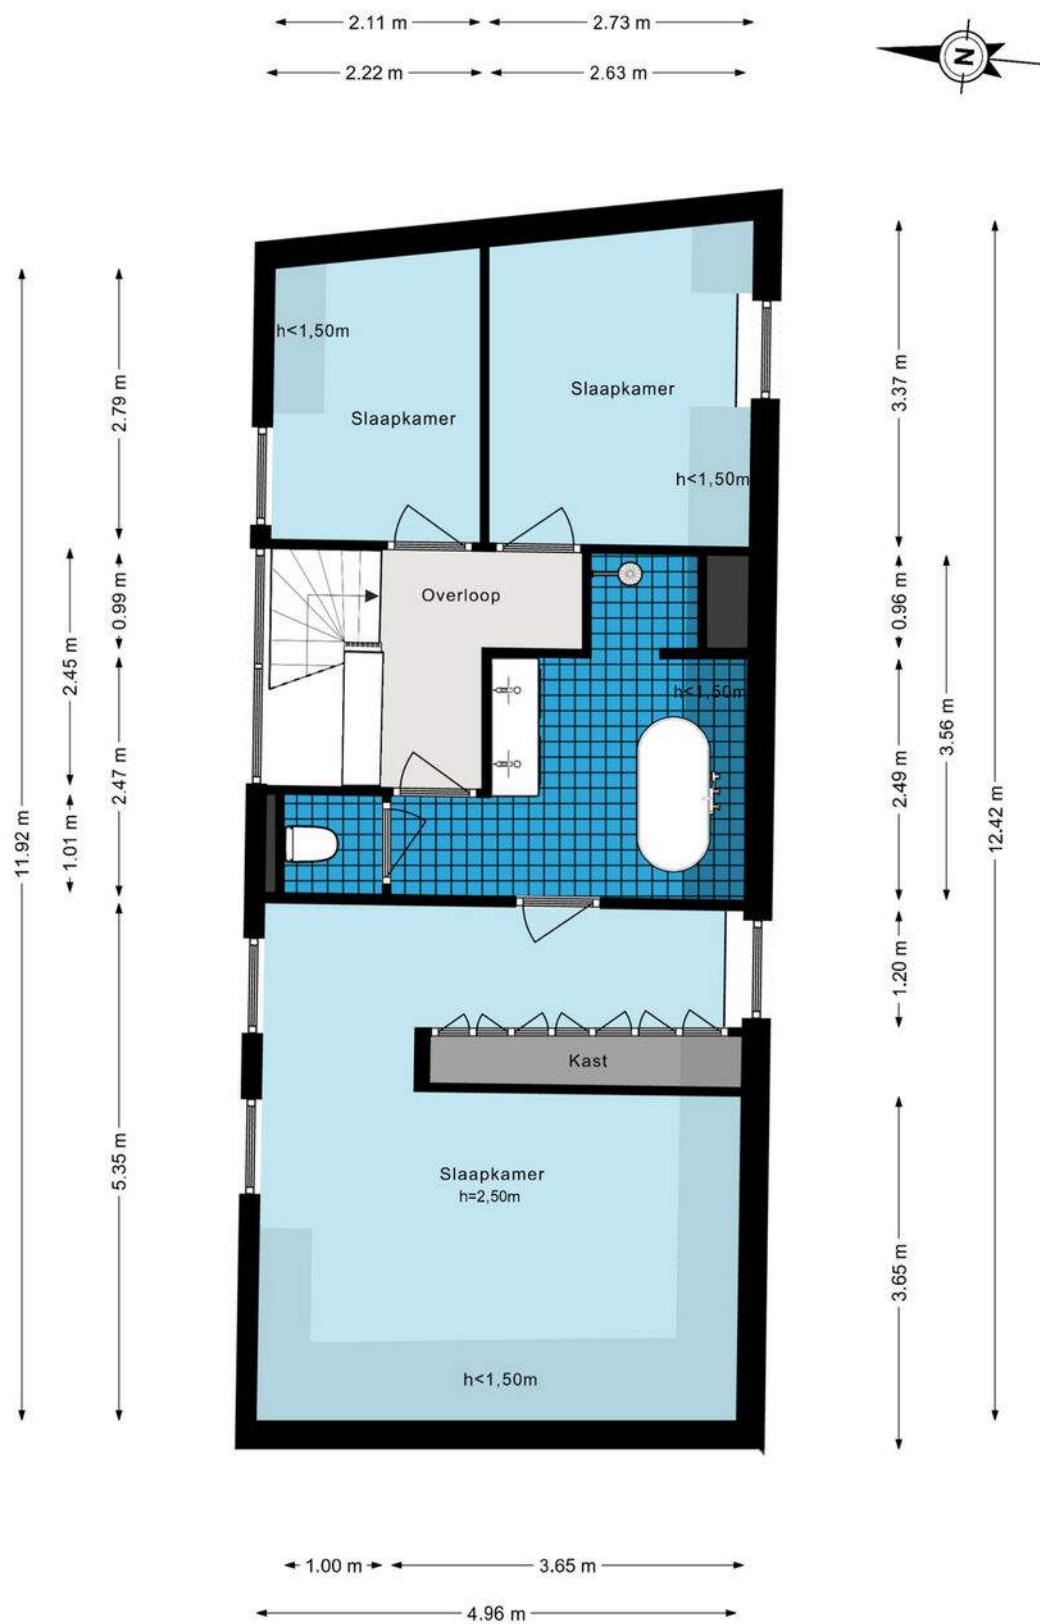 2.11 m
2.73 m
2.22 m
2.63 m
N
h<1,50m
Slaapkamer
Slaapkamer
h<1,50m
2.79 m
3.37 m
11.92 m
2.45 m
0.99 m
2.47 m
1.01 m
5.35 m
Overloop
h<1,50m
0.96 m
3.56 m
2.49 m
12.42 m
1.20 m
3.65 m
Kast
Slaapkamer
h=2,50m
h<1,50m
1.00 m
3.65 m
4.96 m